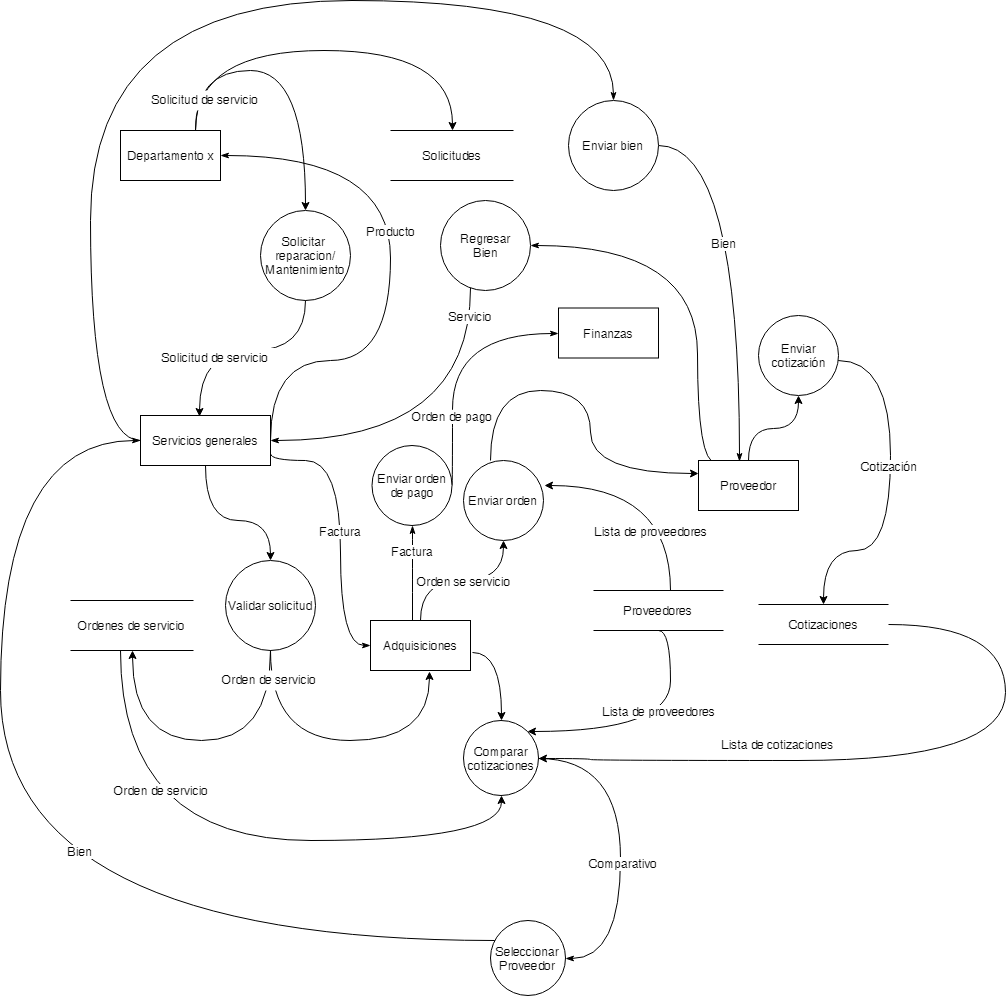 Solicitud de servicio
Departamento x
Solicitudes
Enviar bien
Producto
Solicitar
reparacion/
Mantenimiento
Regresar
Bien
Bien
Servicio
Finanzas
Enviar
cotización
Solicitud de servicio
Orden de pago
Servicios generales
Cotización
Enviar orden
de pago
Enviar orden
Proveedor
Factura
Factura
Lista de proveedores
Orden se servicio
Validar solicitud
Proveedores
Ordenes de servicio
Cotizaciones
Adquisiciones
Orden de servicio
Lista de proveedores
Lista de cotizaciones
Comparar
cotizaciones
Orden de servicio
Bien
Comparativo
Seleccionar
Proveedor